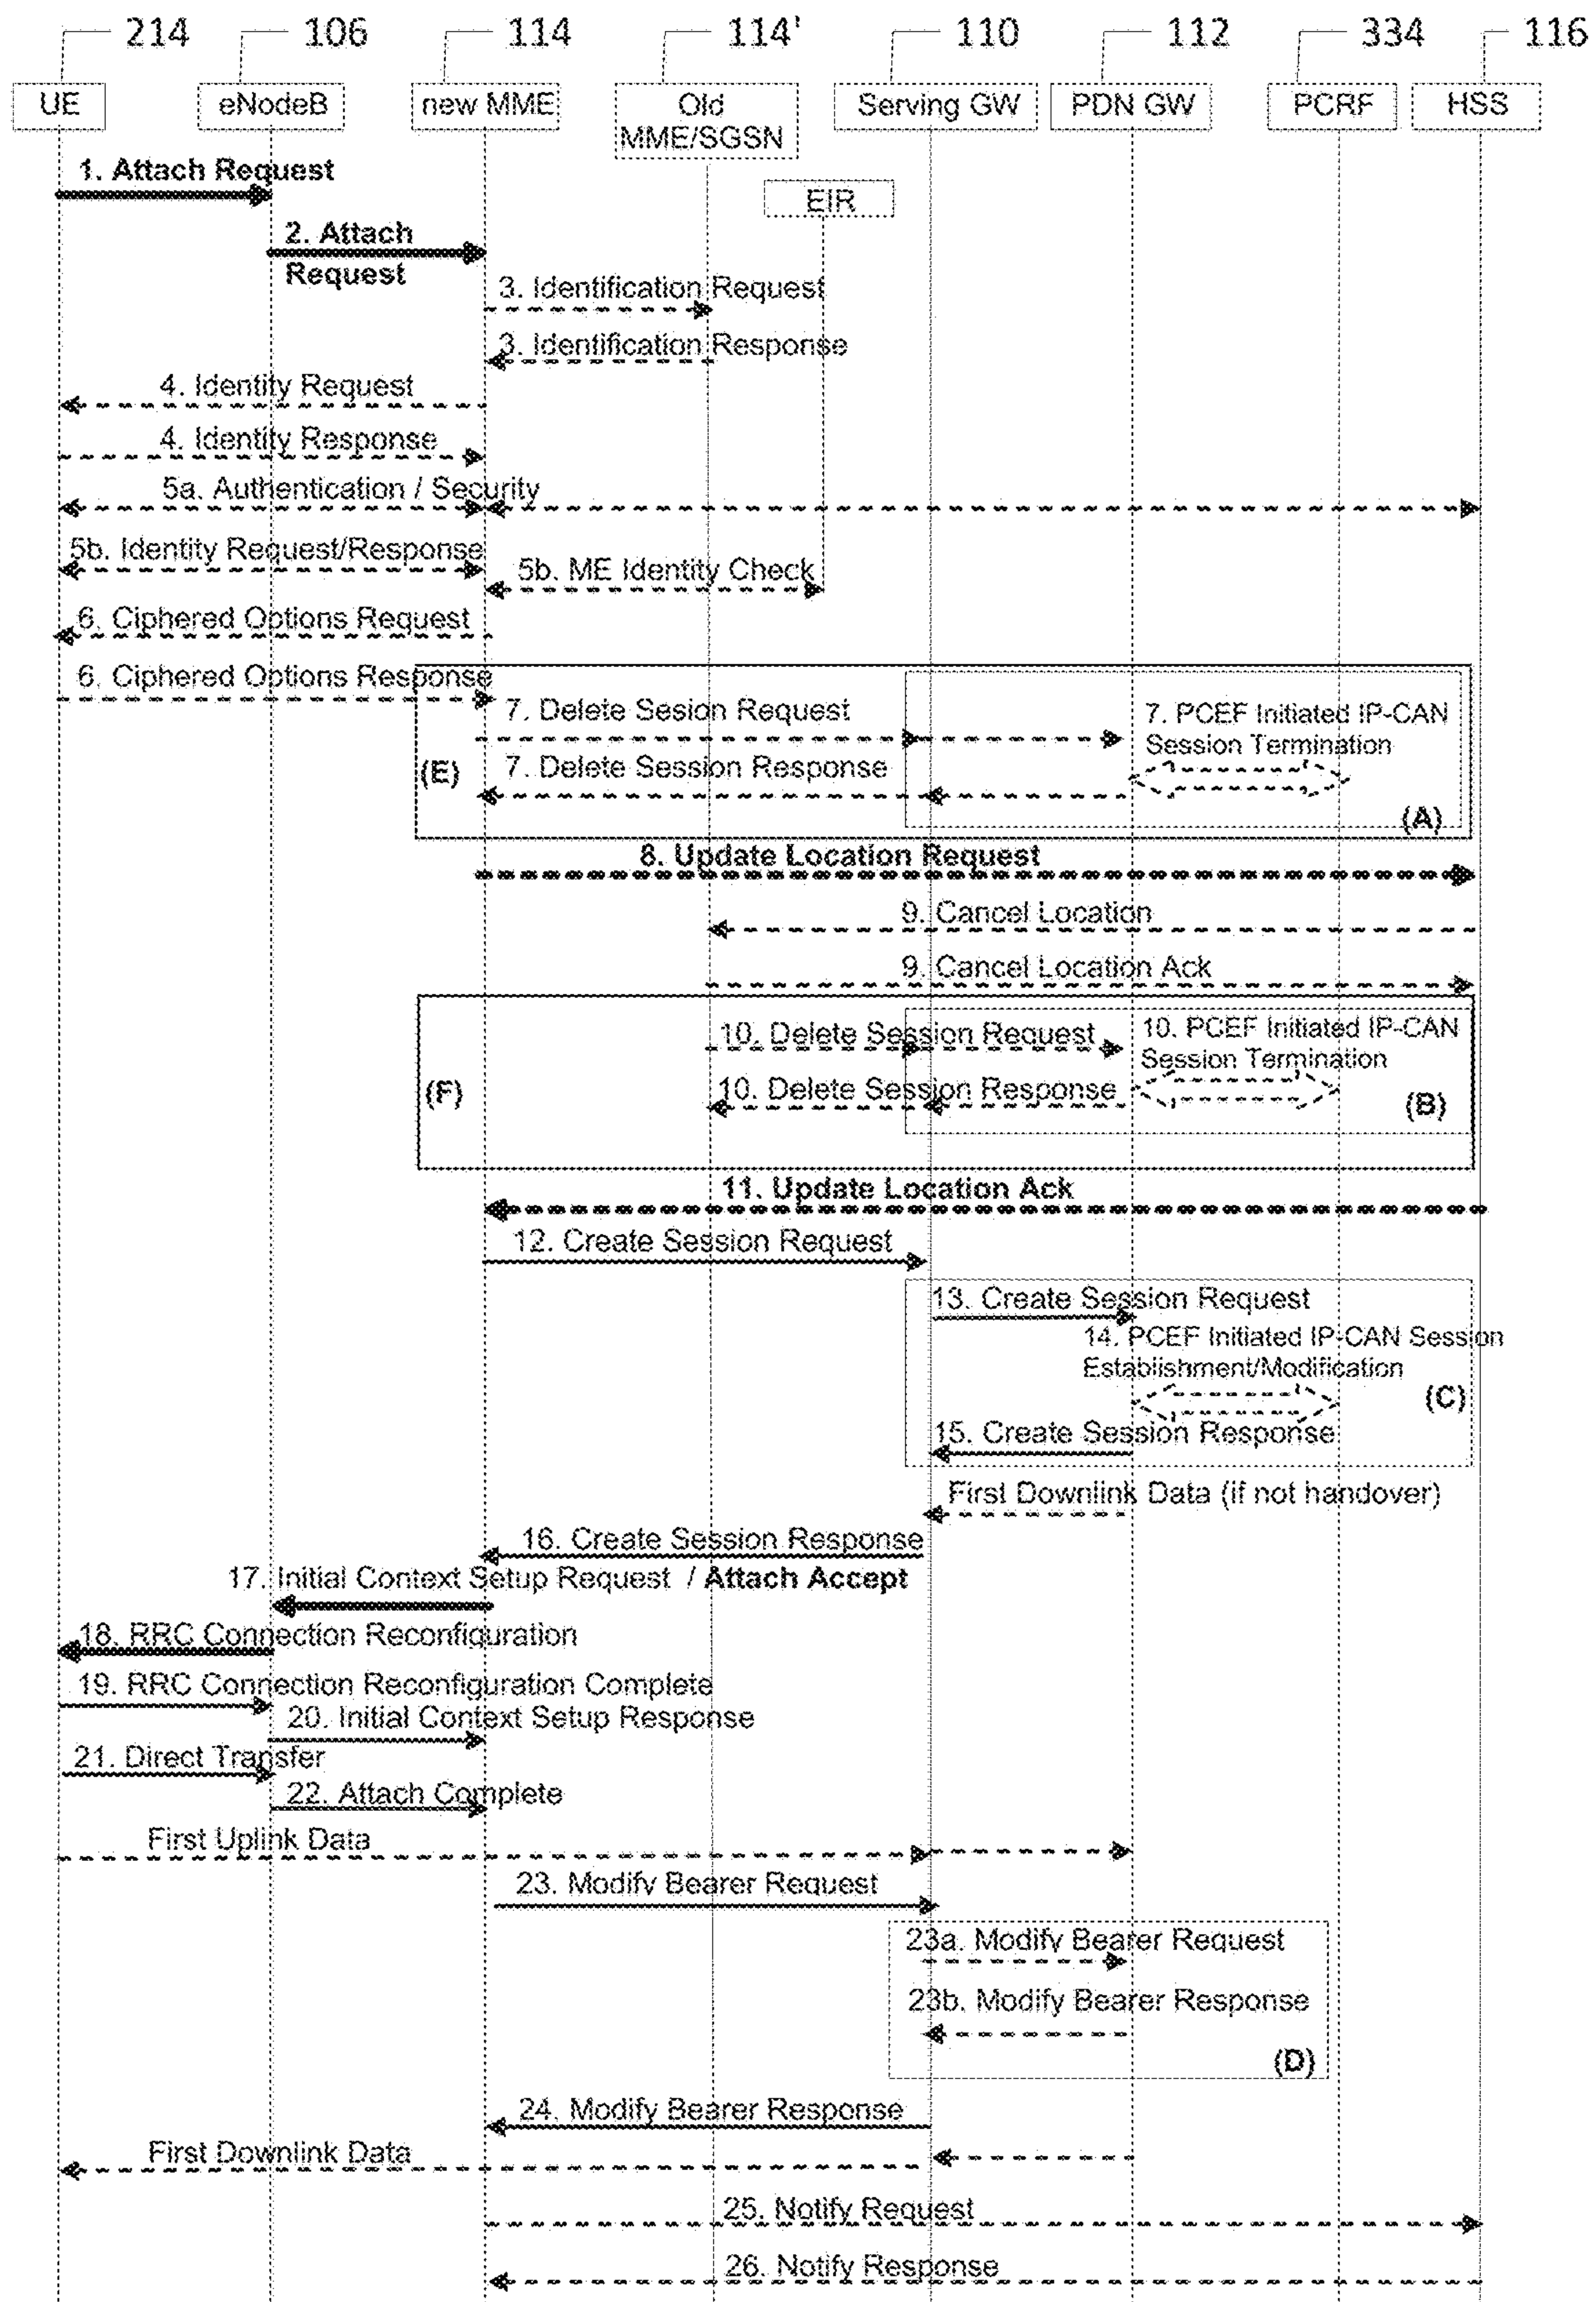 214 106 114 114' 110 112 334 116
UE eNodeB new MME Old Serving GW PDN GW PCRF HSS
MME/SGSN
1. Attach Request
EIR
2. Attach
Request
3. Identification Request
3. Identification Response
4. Identity Request
4. Identity Response
5a. Authentication / Security
5b. Identity Request/Response
5b. ME Identity Check
6. Ciphered Options Request
6. Ciphered Options Response
7. Delete Sesion Request
7. PCEF Initiated IP-CAN
Session Termination
7. Delete Session Response
(E)
(A)
8. Update Location Request
9. Cancel Location
9. Cancel Location Ack
10. Delete Session Request
10. PCEF Initiated IP-CAN
Session Termination
10. Delete Session Response
(F)
(B)
11. Update Location Ack
12. Create Session Request
13. Create Session Request
14. PCEF Initiated IP-CAN Session
Establishment/Modification
(C)
15. Create Session Response
First Downlink Data (if not handover)
16. Create Session Response
17. Initial Context Setup Request / Attach Accept
18. RRC Connection Reconfiguration
19. RRC Connection Reconfiguration Complete
20. Initial Context Setup Response
21. Direct Transfer
22. Attach Complete
First Uplink Data
23. Modify Bearer Request
23a. Modify Bearer Request
23b. Modify Bearer Response
(D)
24. Modify Bearer Response
First Downlink Data
25. Notify Request
26. Notify Response